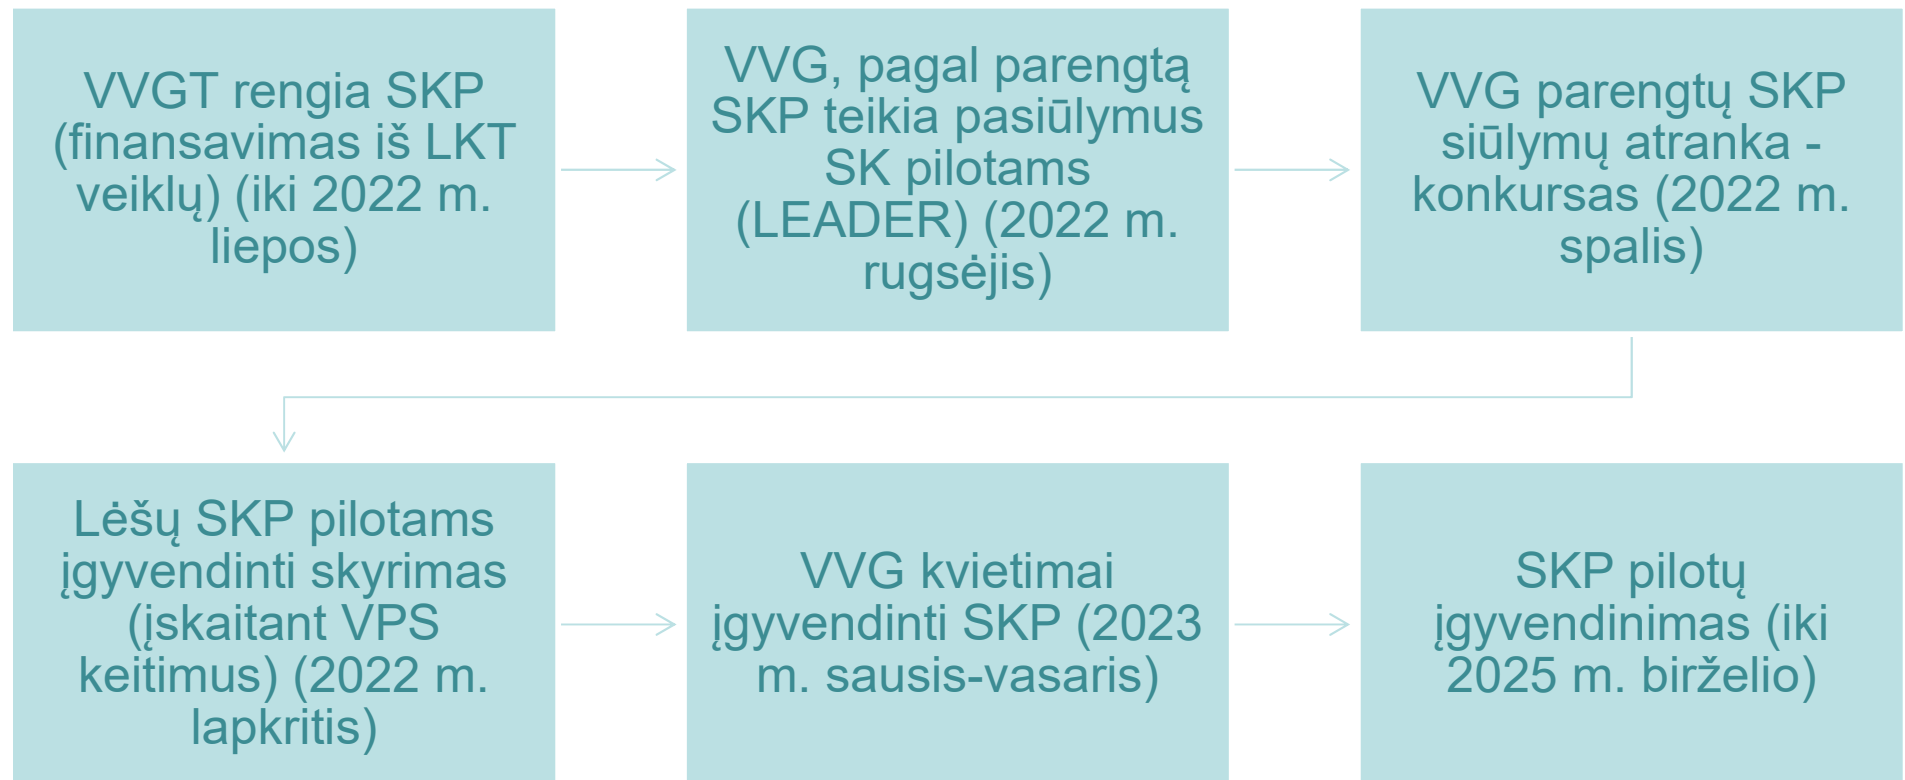 VVGT rengia SKP
(finansavimas iš LKT
veiklų) (iki 2022 m.
liepos)
VVG, pagal parengtą
SKP teikia pasiūlymus
SK pilotams
(LEADER) (2022 m.
rugsėjis)
VVG parengtų SKP
siūlymų atranka -
konkursas (2022 m.
spalis)
Lėšų SKP pilotams
įgyvendinti skyrimas
(įskaitant VPS
keitimus) (2022 m.
lapkritis)
VVG kvietimai
įgyvendinti SKP (2023
m. sausis-vasaris)
SKP pilotų
įgyvendinimas (iki
2025 m. birželio)